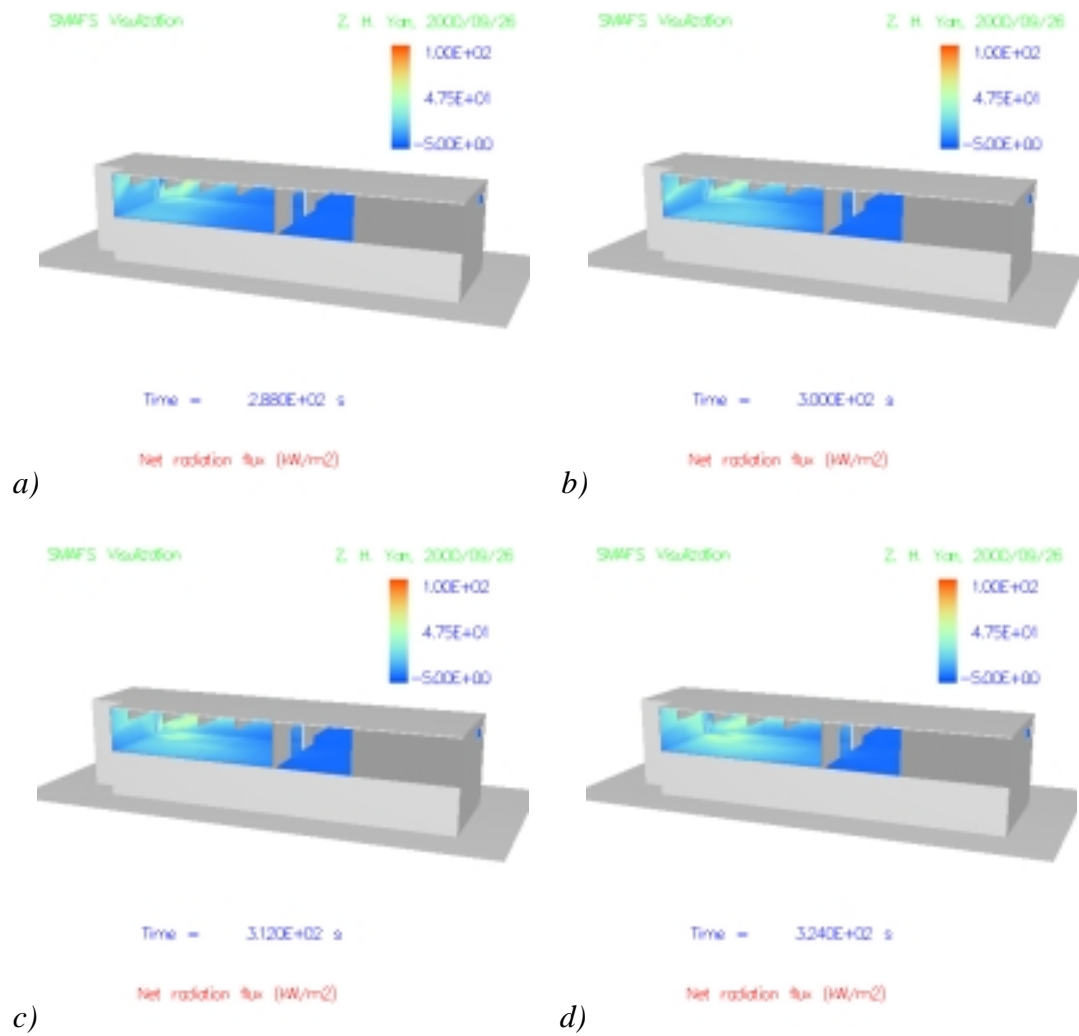 SMAFS Visulization Z. H. Yan, 2000/09/26
1.00E+02
4.75E+01
-5.00E+00
Time = 2.880E+02 s
Net radiation flux (kW/m2)
a)
SMAFS Visulization Z. H. Yan, 2000/09/26
1.00E+02
4.75E+01
-5.00E+00
Time = 3.000E+02 s
Net radiation flux (kW/m2)
b)
SMAFS Visulization Z. H. Yan, 2000/09/26
1.00E+02
4.75E+01
-5.00E+00
Time = 3.120E+02 s
Net radiation flux (kW/m2)
c)
SMAFS Visulization Z. H. Yan, 2000/09/26
1.00E+02
4.75E+01
-5.00E+00
Time = 3.240E+02 s
Net radiation flux (kW/m2)
d)